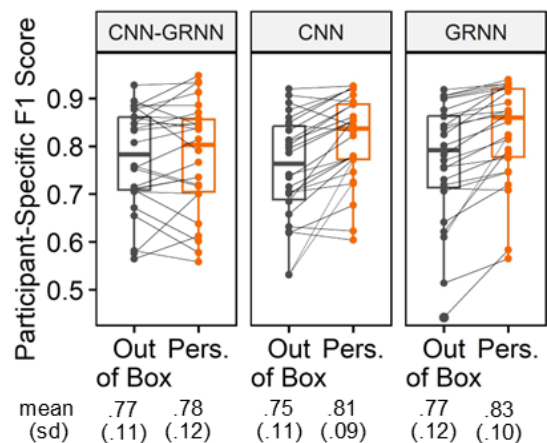 CNN-GRNN CNN GRNN
Participant-Specific F1 Score
0.9
0.8
0.7
0.6
0.5
Out Pers. Out Pers. Out Pers.
of Box of Box of Box
mean .77 .78 .75 .81 .77 .83
(sd) (.11) (.12) (.11) (.09) (.12) (.10)